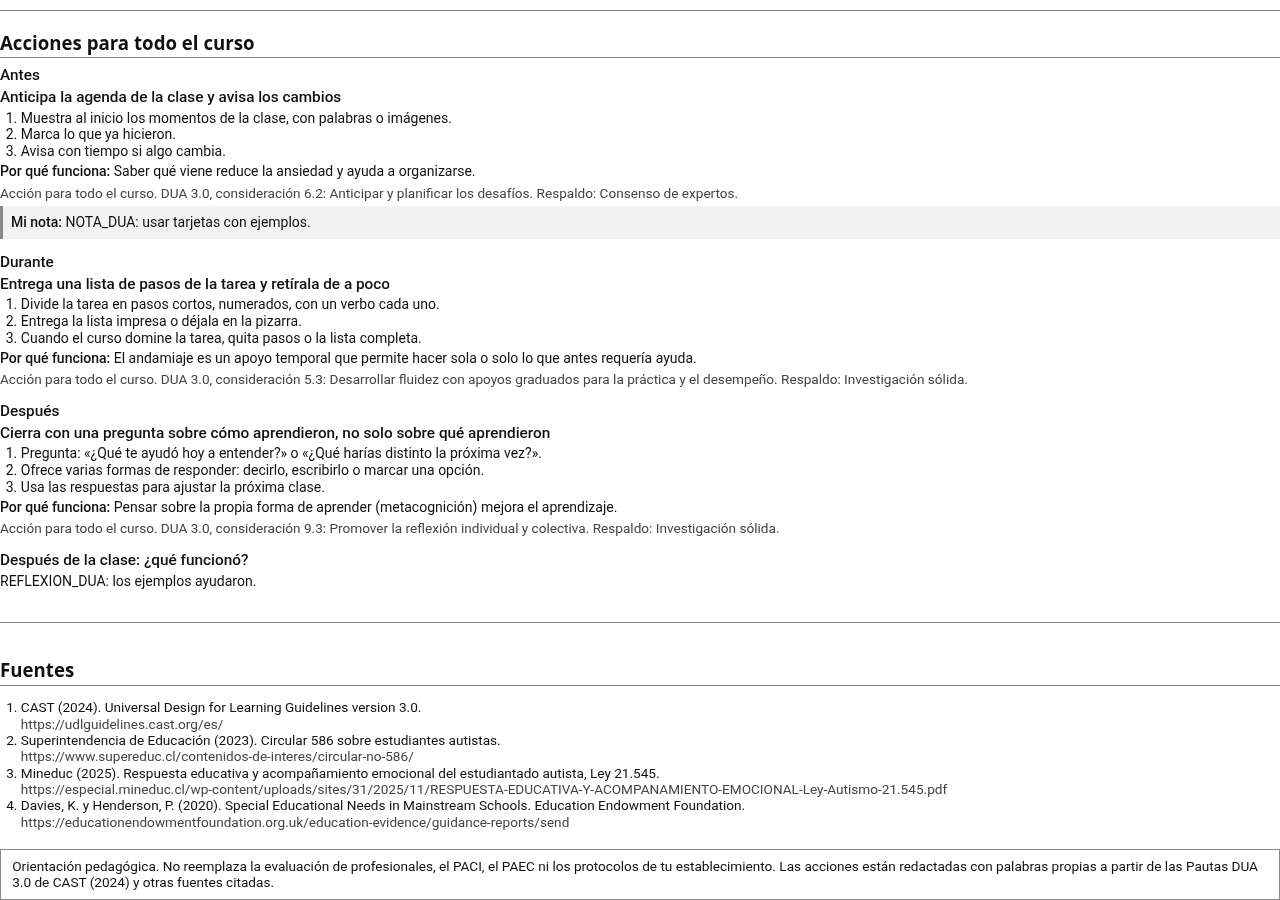 Acciones para todo el curso
Antes
Anticipa la agenda de la clase y avisa los cambios
1. Muestra al inicio los momentos de la clase, con palabras o imágenes.
2. Marca lo que ya hicieron.
3. Avisa con tiempo si algo cambia.
Por qué funciona: Saber qué viene reduce la ansiedad y ayuda a organizarse.
Acción para todo el curso. DUA 3.0, consideración 6.2: Anticipar y planificar los desafíos. Respaldo: Consenso de expertos.
Mi nota: NOTA_DUA: usar tarjetas con ejemplos.
Durante
Entrega una lista de pasos de la tarea y retírala de a poco
1. Divide la tarea en pasos cortos, numerados, con un verbo cada uno.
2. Entrega la lista impresa o déjala en la pizarra.
3. Cuando el curso domine la tarea, quita pasos o la lista completa.
Por qué funciona: El andamiaje es un apoyo temporal que permite hacer sola o solo lo que antes requería ayuda.
Acción para todo el curso. DUA 3.0, consideración 5.3: Desarrollar fluidez con apoyos graduados para la práctica y el desempeño. Respaldo: Investigación sólida.
Después
Cierra con una pregunta sobre cómo aprendieron, no solo sobre qué aprendieron
1. Pregunta: «¿Qué te ayudó hoy a entender?» o «¿Qué harías distinto la próxima vez?».
2. Ofrece varias formas de responder: decirlo, escribirlo o marcar una opción.
3. Usa las respuestas para ajustar la próxima clase.
Por qué funciona: Pensar sobre la propia forma de aprender (metacognición) mejora el aprendizaje.
Acción para todo el curso. DUA 3.0, consideración 9.3: Promover la reflexión individual y colectiva. Respaldo: Investigación sólida.
Después de la clase: ¿qué funcionó?
REFLEXION_DUA: los ejemplos ayudaron.
Fuentes
1. CAST (2024). Universal Design for Learning Guidelines version 3.0.
https://udlguidelines.cast.org/es/
2. Superintendencia de Educación (2023). Circular 586 sobre estudiantes autistas.
https://www.supereduc.cl/contenidos-de-interes/circular-no-586/
3. Mineduc (2025). Respuesta educativa y acompañamiento emocional del estudiantado autista, Ley 21.545.
https://especial.mineduc.cl/wp-content/uploads/sites/31/2025/11/RESPUESTA-EDUCATIVA-Y-ACOMPANAMIENTO-EMOCIONAL-Ley-Autismo-21.545.pdf
4. Davies, K. y Henderson, P. (2020). Special Educational Needs in Mainstream Schools. Education Endowment Foundation.
https://educationendowmentfoundation.org.uk/education-evidence/guidance-reports/send
Orientación pedagógica. No reemplaza la evaluación de profesionales, el PACI, el PAEC ni los protocolos de tu establecimiento. Las acciones están redactadas con palabras propias a partir de las Pautas DUA
3.0 de CAST (2024) y otras fuentes citadas.